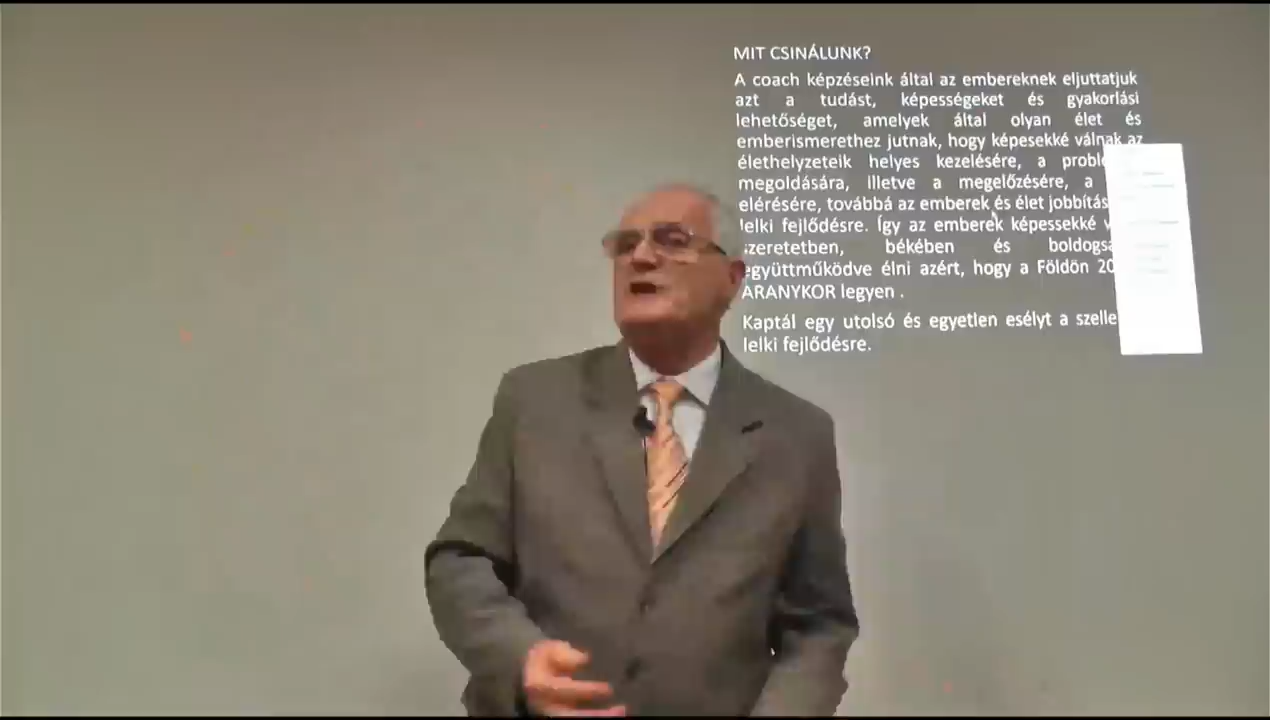 MIT CSINÁLUNK?
A coach képzéseink által az embereknek eljuttatjuk
azt a tudást, képességeket és gyakorlási
lehetőséget, amelyek által olyan élet és
emberismerethez jutnak, hogy képesekké válnak az
élethelyzeteik helyes kezelésére, a
megoldására, illetve a megelőzésére, a
elérésére, továbbá az emberek és élet
lelki fejlődésre. Így az emberek képessekké
szeretetben, békében és
együttműködve élni azért, hogy a Földön
ARANYKOR legyen .
Kaptál egy utolsó és egyetlen esélyt a
lelki fejlődésre.